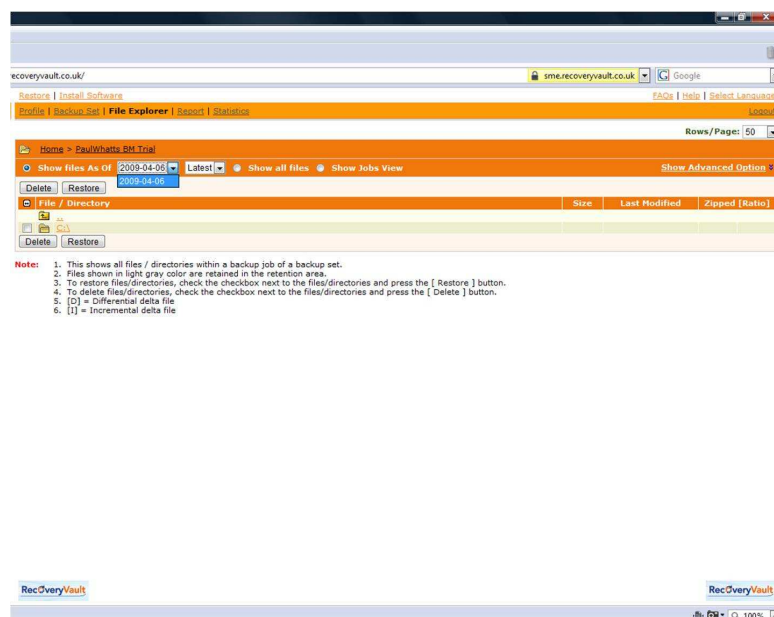 recoveryvault.co.uk/ sme.recoveryvault.co.uk Google
Restore | Install Software FAQs | Help | Select Language
Profile | Backup Set | File Explorer | Report | Statistics Logout
Rows/Page: 50
Home > PaulWhatts BM Trial
Show files As Of 2009-04-06 Latest Show all files Show Jobs View Show Advanced Option
2009-04-06
Delete Restore
File / Directory Size Last Modified Zipped [Ratio]
..
C:\
Delete Restore
Note: 1. This shows all files / directories within a backup job of a backup set.
2. Files shown in light gray color are retained in the retention area.
3. To restore files/directories, check the checkbox next to the files/directories and press the [ Restore ] button.
4. To delete files/directories, check the checkbox next to the files/directories and press the [ Delete ] button.
5. [D] = Differential delta file
6. [I] = Incremental delta file
RecOveryVault RecOveryVault
100%